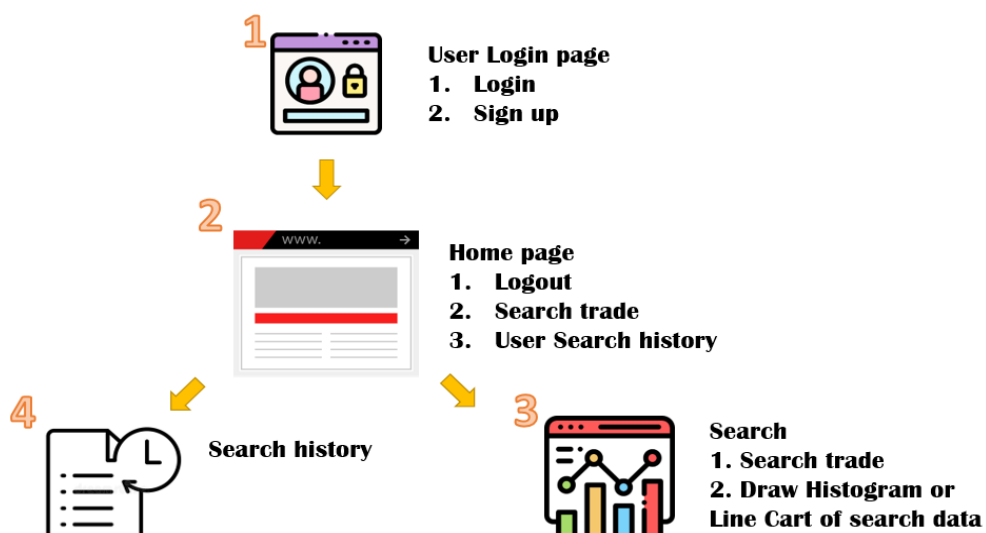 1
User Login page
1. Login
2. Sign up
2
www.
Home page
1. Logout
2. Search trade
3. User Search history
4
Search history
3
Search
1. Search trade
2. Draw Histogram or
Line Cart of search data